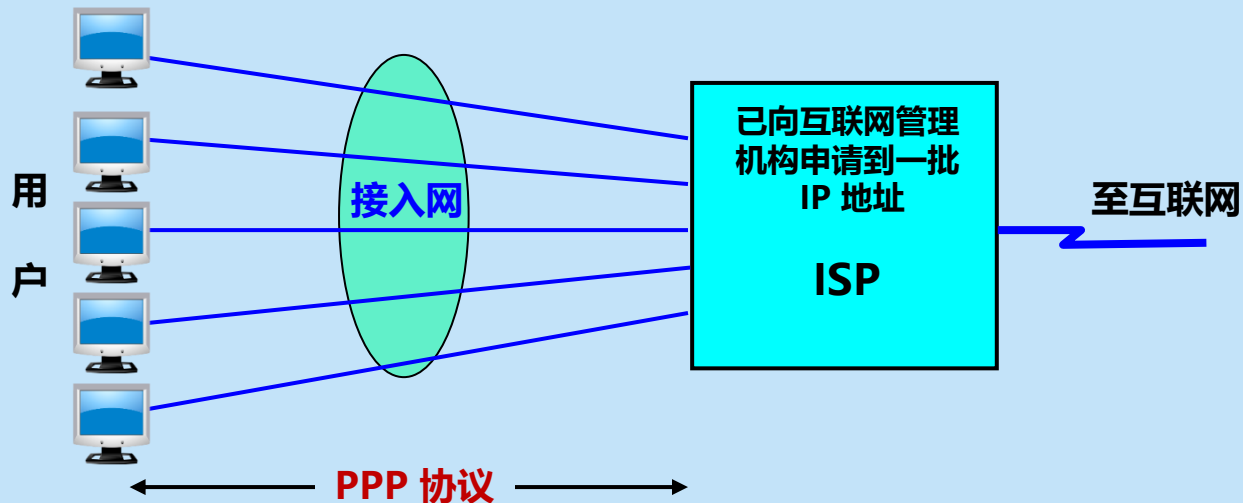 用
户
接入网
已向互联网管理
机构申请到一批
IP 地址
ISP
至互联网
PPP 协议